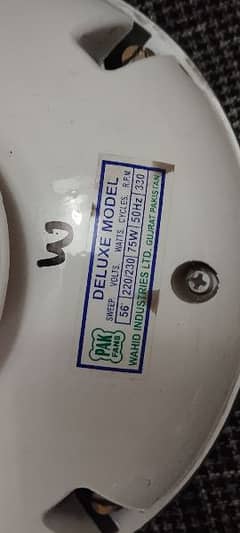 DELUXE MODEL
SWEEP VOLTS. WATTS. CYCLES. R.P.M.
56" 220/230 75W 50Hz 330
PAK
FANS
WAHID INDUSTRIES LTD. GUJRAT PAKISTAN
3